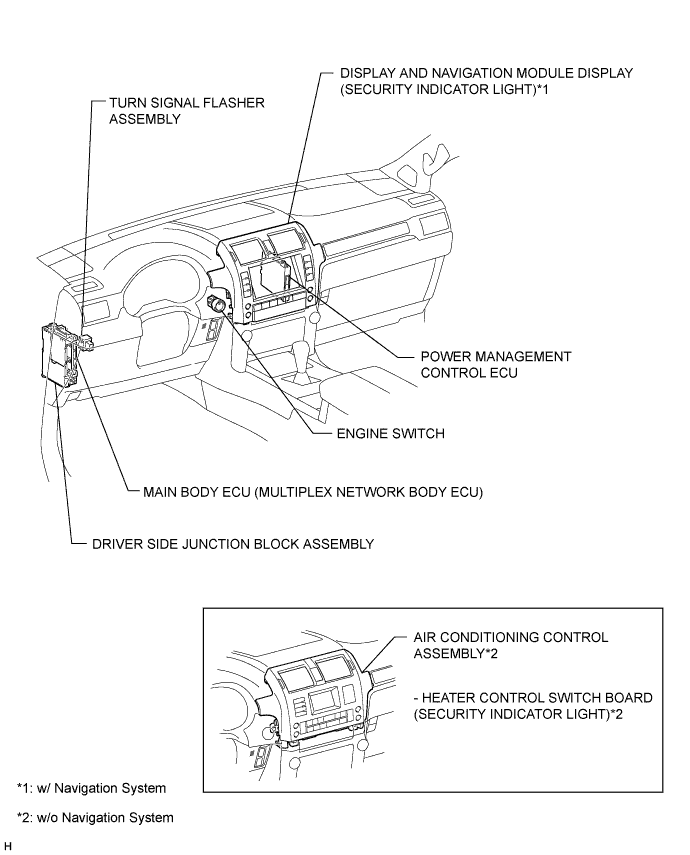 DISPLAY AND NAVIGATION MODULE DISPLAY
(SECURITY INDICATOR LIGHT)*1
TURN SIGNAL FLASHER
ASSEMBLY
POWER MANAGEMENT
CONTROL ECU
ENGINE SWITCH
MAIN BODY ECU (MULTIPLEX NETWORK BODY ECU)
DRIVER SIDE JUNCTION BLOCK ASSEMBLY
AIR CONDITIONING CONTROL
ASSEMBLY*2
- HEATER CONTROL SWITCH BOARD
(SECURITY INDICATOR LIGHT)*2
*1: w/ Navigation System
*2: w/o Navigation System
H